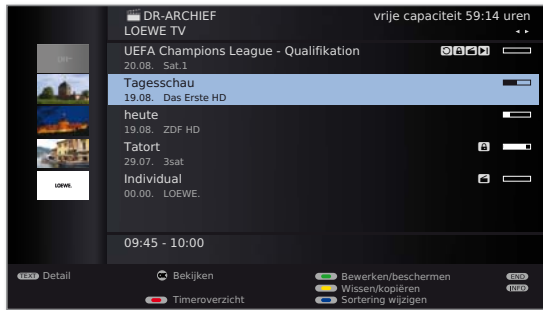 DR-ARCHIEF vrije capaciteit 59:14 uren
LOEWE TV
UEFA Champions League - Qualifikation
20.08. Sat.1
Tagesschau
19.08. Das Erste HD
heute
19.08. ZDF HD
Tatort
29.07. 3sat
Individual
00.00. LOEWE.
LOEWE.
09:45 - 10:00
TEXT Detail
Bekijken
Bewerken/beschermen
END
Wissen/kopiëren
INFO
Timeroverzicht
Sortering wijzigen